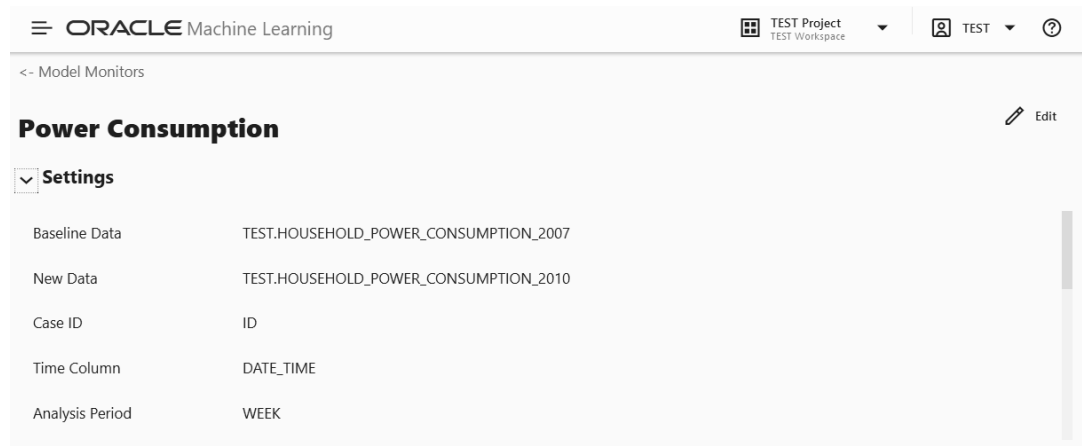 ORACLE Machine Learning
TEST Project
TEST Workspace
TEST
<- Model Monitors
Power Consumption
Edit
Settings
Baseline Data TEST.HOUSEHOLD_POWER_CONSUMPTION_2007
New Data TEST.HOUSEHOLD_POWER_CONSUMPTION_2010
Case ID ID
Time Column DATE_TIME
Analysis Period WEEK